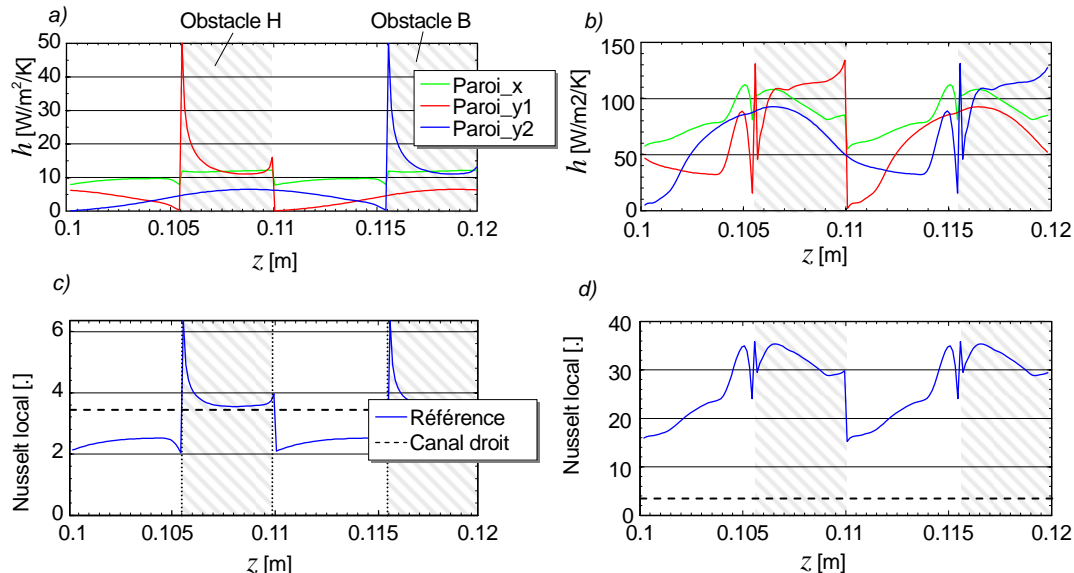 a)
Obstacle H
Obstacle B
h [W/m²/K]
50
40
30
20
10
0
Paroi_x
Paroi_y1
Paroi_y2
0.1
0.105
0.11
0.115
0.12
z [m]
b)
h [W/m2/K]
150
100
50
0
0.1
0.105
0.11
0.115
0.12
z [m]
c)
Nusselt local [.]
6
4
2
0
Référence
Canal droit
0.1
0.105
0.11
0.115
0.12
z [m]
d)
Nusselt local [.]
40
30
20
10
0
0.1
0.105
0.11
0.115
0.12
z [m]